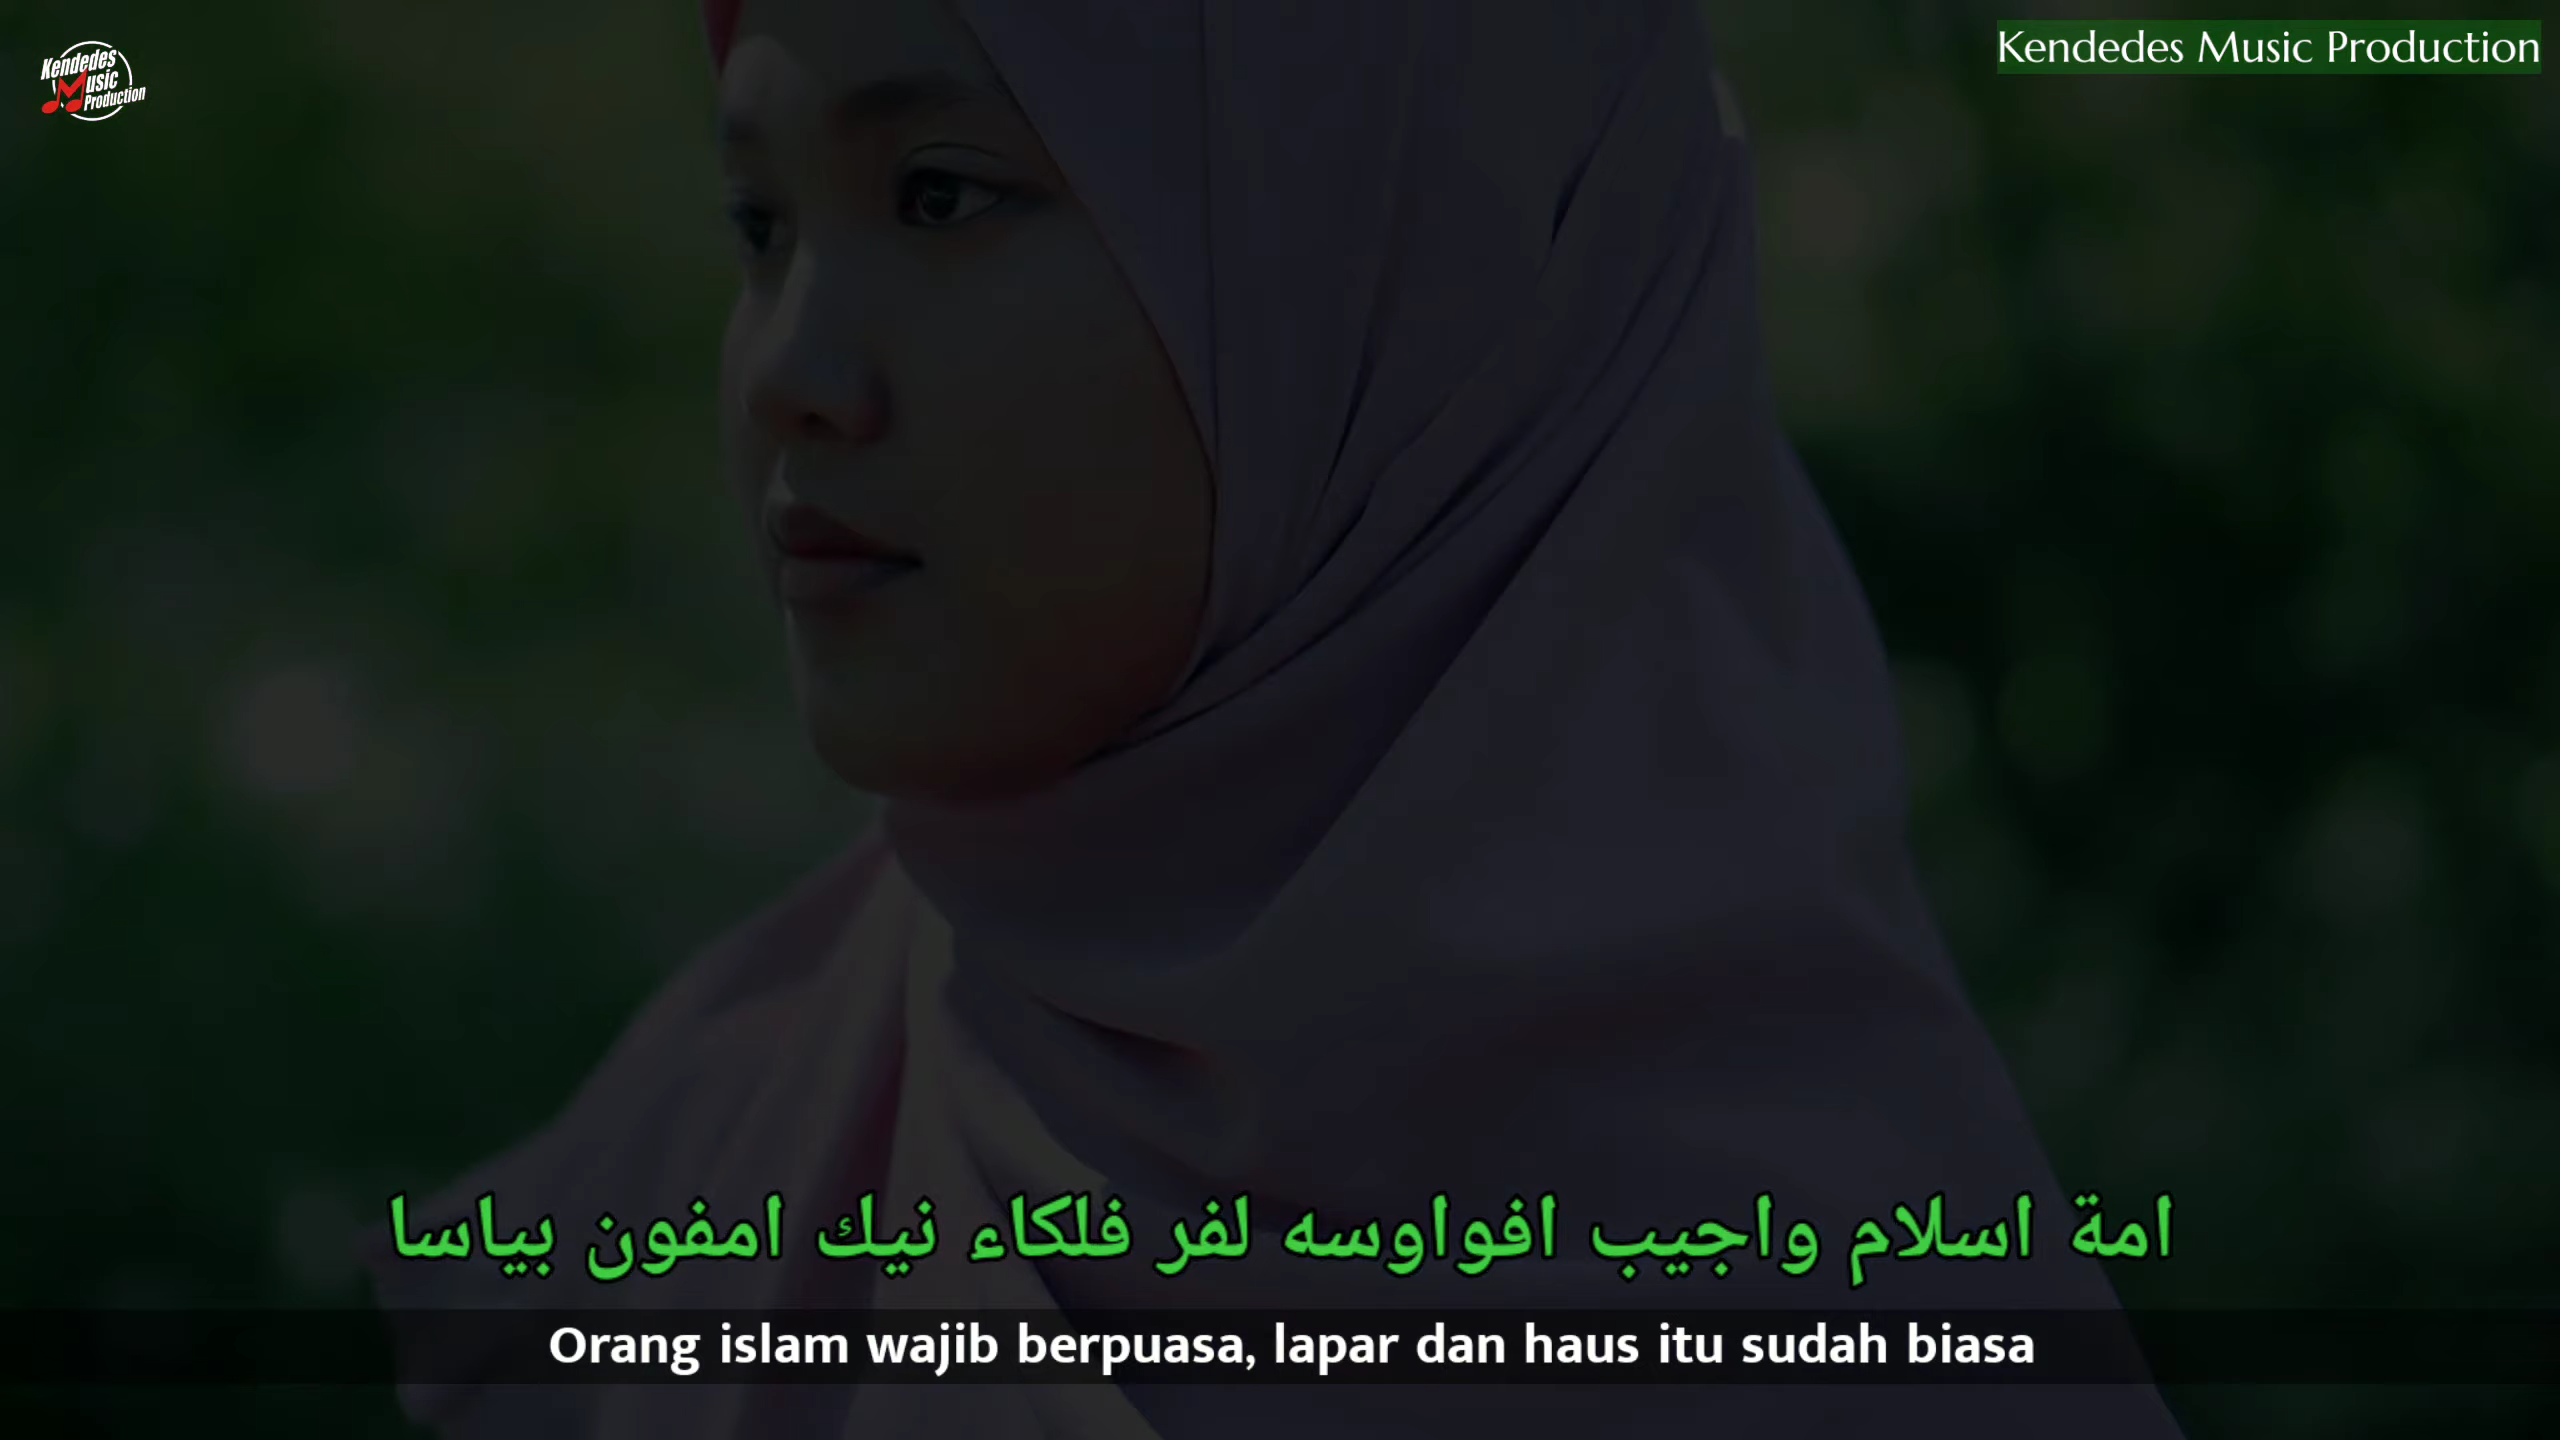 Kendedes
Music
Production
Kendedes Music Production
امة اسلام واجيب افواوسه لفر فلكاء نيك امفون بياسا
Orang islam wajib berpuasa, lapar dan haus itu sudah biasa